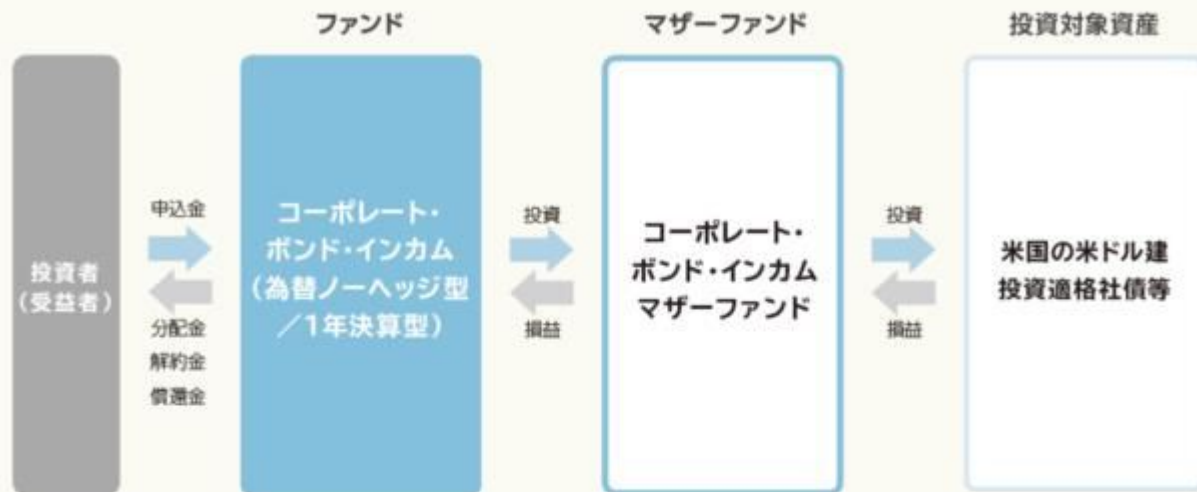 ファンド
マザーファンド
投資対象資産
投資者
（受益者）
申込金
分配金
解約金
償還金
コーポレート・
ボンド・インカム
（為替ノーヘッジ型
／1年決算型）
投資
損益
コーポレート・
ボンド・インカム
マザーファンド
投資
損益
米国の米ドル建
投資適格社債等